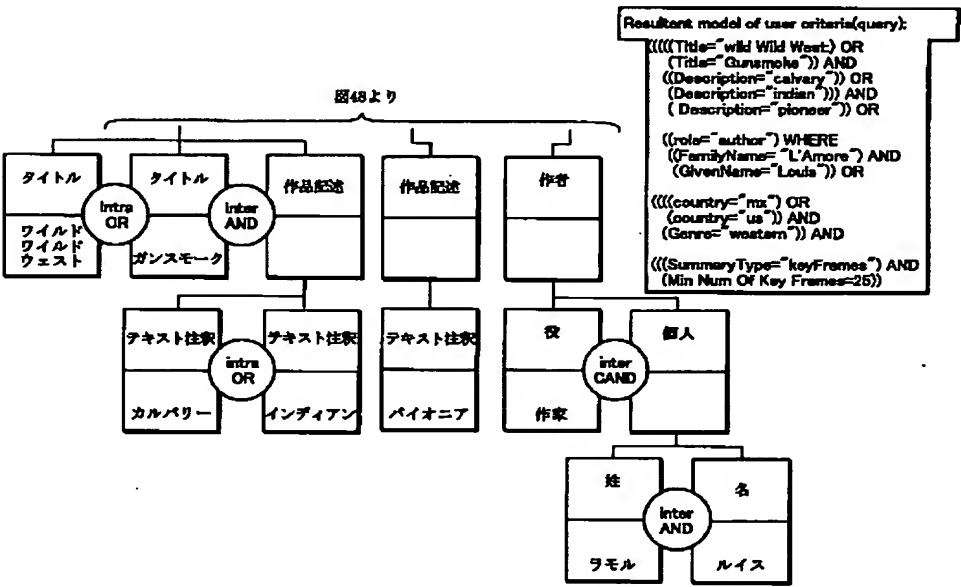 Resultant model of user criteria(query):
(((((Title="wild Wild West:) OR
(Title="Gunsmoke")) AND
((Description="calvary")) OR
(Description="indian"))) AND
( Description="pioneer")) OR
((role="author") WHERE
((FamilyName= "L'Amore") AND
(GivenName="Louis")) OR
((((country="mx") OR
(country="us")) AND
(Genre="western")) AND
(((SummaryType="keyFrames") AND
(Min Num Of Key Frames=25))
図48より
タイトル
intra
OR
ワイルド
ワイルド
ウェスト
タイトル
inter
AND
ガンスモーク
作品記述
作品記述
作者
テキスト注釈
intra
OR
カルバリー
テキスト注釈
インディアン
テキスト注釈
パイオニア
役
inter
CAND
作家
個人
姓
inter
AND
ラモル
名
ルイス